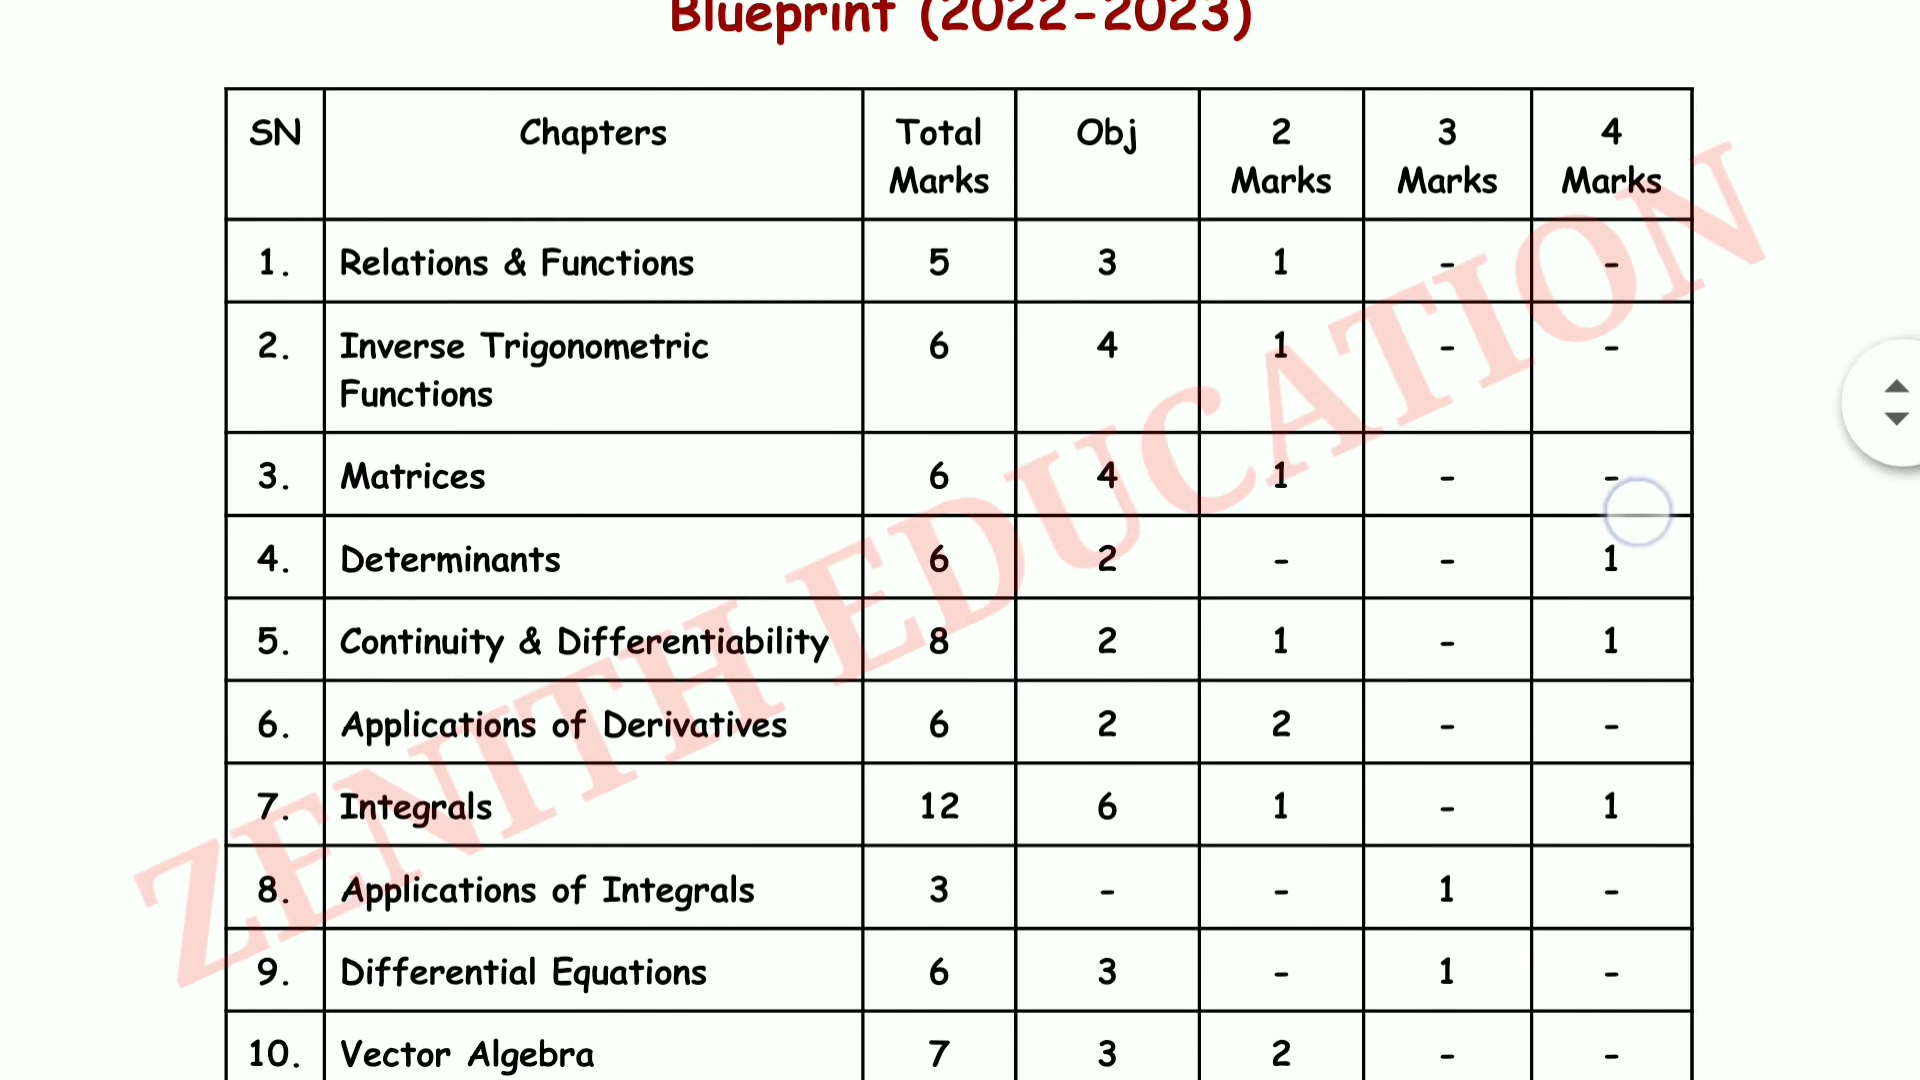 Blueprint (2022-2023)
SN Chapters Total Marks Obj 2 Marks 3 Marks 4 Marks
1. Relations & Functions 5 3 1 - -
2. Inverse Trigonometric Functions 6 4 1 - -
3. Matrices 6 4 1 - -
4. Determinants 6 2 - - 1
5. Continuity & Differentiability 8 2 1 - 1
6. Applications of Derivatives 6 2 2 - -
7. Integrals 12 6 1 - 1
8. Applications of Integrals 3 - - 1 -
9. Differential Equations 6 3 - 1 -
10. Vector Algebra 7 3 2 - -
ZENITH EDUCATION